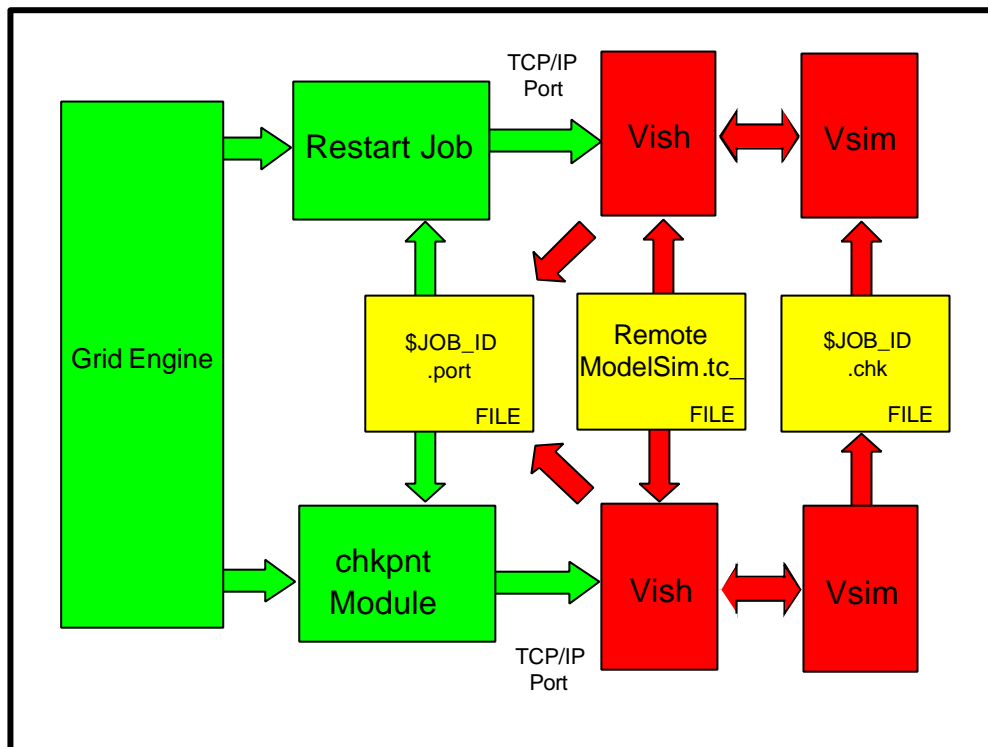 TCP/IP
Port
Restart Job
Vish
Vsim
Grid Engine
$JOB_ID
.port
FILE
Remote
ModelSim.tc_
FILE
$JOB_ID
.chk
FILE
chkpnt
Module
Vish
Vsim
TCP/IP
Port